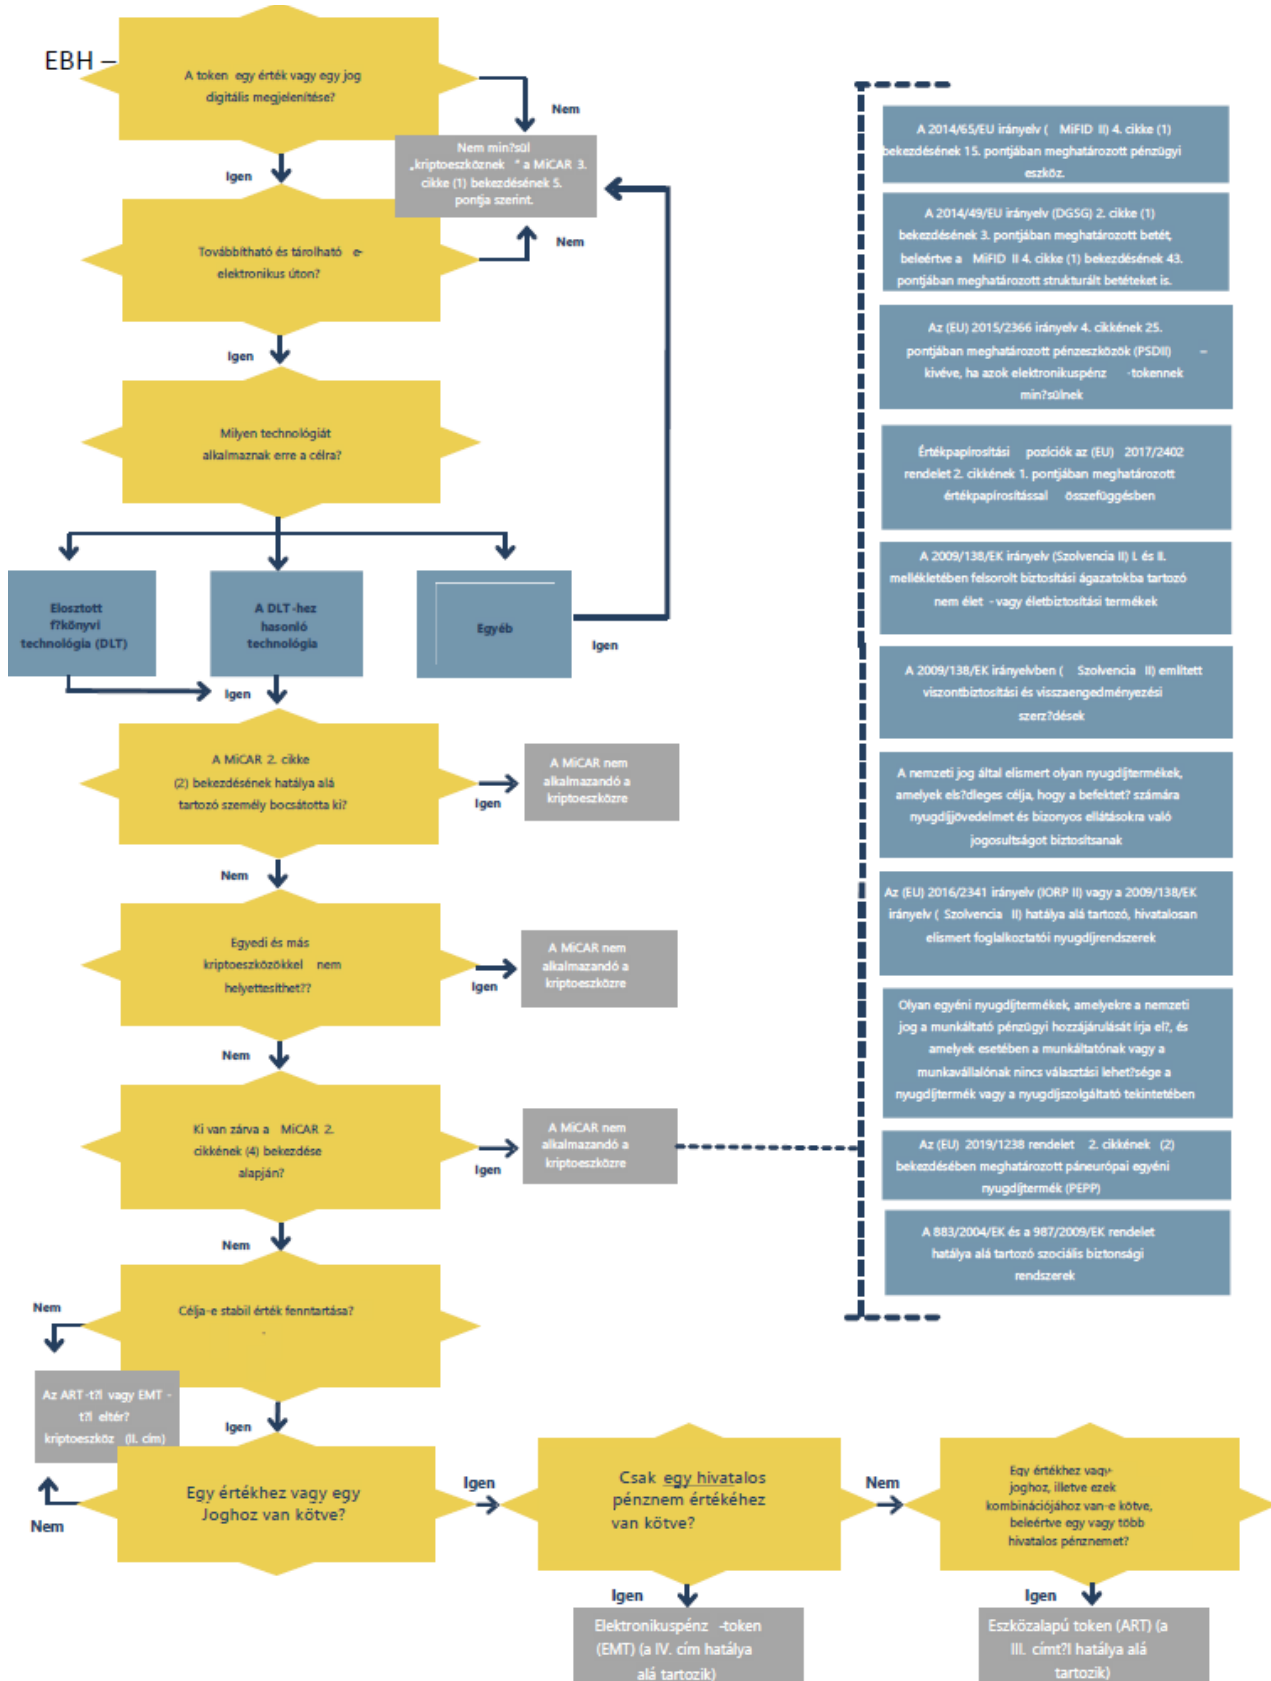 EBH –
A token egy érték vagy egy jog
digitális megjelenítése?
Nem
Nem min?sül
„kriptoeszköznek " a MiCAR 3.
cikke (1) bekezdésének 5.
pontja szerint.
Igen
Továbbítható és tárolható e-
elektronikus úton?
Nem
Igen
Milyen technológiát
alkalmaznak erre a célra?
Elosztott
f?könyvi
technológia (DLT)
A DLT -hez
hasonló
technológia
Egyéb
Igen
Igen
A MiCAR 2. cikke
(2) bekezdésének hatálya alá
tartozó személy bocsátotta ki?
Igen
A MiCAR nem
alkalmazandó a
kriptoeszközre
Nem
Egyedi és más
kriptoeszközökkel nem
helyettesíthet??
Igen
A MiCAR nem
alkalmazandó a
kriptoeszközre
Nem
Ki van zárva a MiCAR 2.
cikkének (4) bekezdése
alapján?
Igen
A MiCAR nem
alkalmazandó a
kriptoeszközre
Nem
Célja-e stabil érték fenntartása?
.
Nem
Az ART -t?l vagy EMT -
t?l eltér?
kriptoeszköz (II. cím)
Igen
Egy értékhez vagy egy
Joghoz van kötve?
Nem
Igen
Csak egy hivatalos
pénznem értékéhez
van kötve?
Nem
Egy értékhez vagy-
joghoz, illetve ezek
kombinációjához van-e kötve,
beleértve egy vagy több
hivatalos pénznemet?
Igen
Elektronikuspénz -token
(EMT) (a IV. cím hatálya
alá tartozik)
Igen
Eszközalapú token (ART) (a
III. címt?l hatálya alá
tartozik)
A 2014/65/EU irányelv ( MiFID II) 4. cikke (1)
bekezdésének 15. pontjában meghatározott pénzügyi
eszköz.
A 2014/49/EU irányelv (DGSG) 2. cikke (1)
bekezdésének 3. pontjában meghatározott betét,
beleértve a MiFID II 4. cikke (1) bekezdésének 43.
pontjában meghatározott strukturált betéteket is.
Az (EU) 2015/2366 irányelv 4. cikkének 25.
pontjában meghatározott pénzeszközök (PSDII) –
kivéve, ha azok elektronikuspénz -tokennek
min?sülnek
Értékpapírosítási pozíciók az (EU) 2017/2402
rendelet 2. cikkének 1. pontjában meghatározott
értékpapírosítással összefüggésben
A 2009/138/EK irányelv (Szolvencia II) I. és II.
mellékletében felsorolt biztosítási ágazatokba tartozó
nem élet - vagy életbiztosítási termékek
A 2009/138/EK irányelvben ( Szolvencia II) említett
viszontbiztosítási és visszaengedményezési
szerz?dések
A nemzeti jog által elismert olyan nyugdíjtermékek,
amelyek els?dleges célja, hogy a befektet? számára
nyugdíjjövedelmet és bizonyos ellátásokra való
jogosultságot biztosítsanak
Az (EU) 2016/2341 irányelv (IORP II) vagy a 2009/138/EK
irányelv ( Szolvencia II) hatálya alá tartozó, hivatalosan
elismert foglalkoztatói nyugdíjrendszerek
Olyan egyéni nyugdíjtermékek, amelyekre a nemzeti
jog a munkáltató pénzügyi hozzájárulását írja el?, és
amelyek esetében a munkáltatónak vagy a
munkavállalónak nincs választási lehet?sége a
nyugdíjtermék vagy a nyugdíjszolgáltató tekintetében
Az (EU) 2019/1238 rendelet 2. cikkének (2)
bekezdésében meghatározott páneurópai egyéni
nyugdíjtermék (PEPP)
A 883/2004/EK és a 987/2009/EK rendelet
hatálya alá tartozó szociális biztonsági
rendszerek